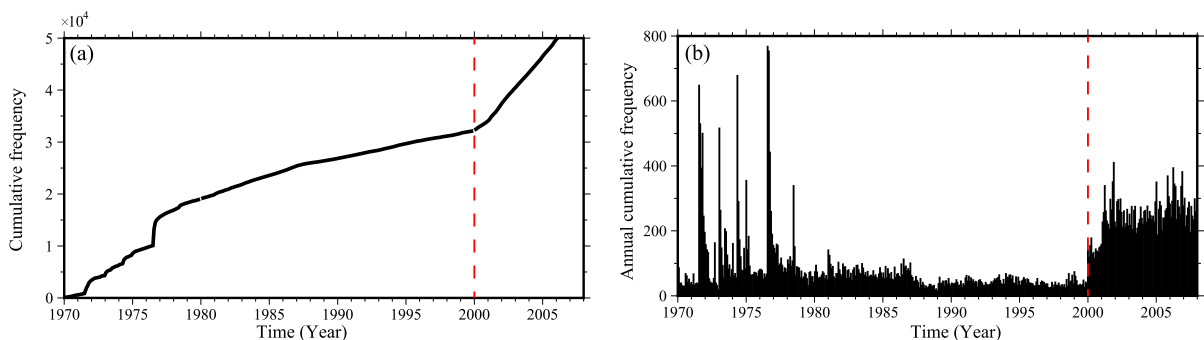 ×10⁴
(a)
5
4
3
2
1
0
Cumulative frequency
1970 1975 1980 1985 1990 1995 2000 2005
Time (Year)
(b)
800
600
400
200
0
Annual cumulative frequency
1970 1975 1980 1985 1990 1995 2000 2005
Time (Year)